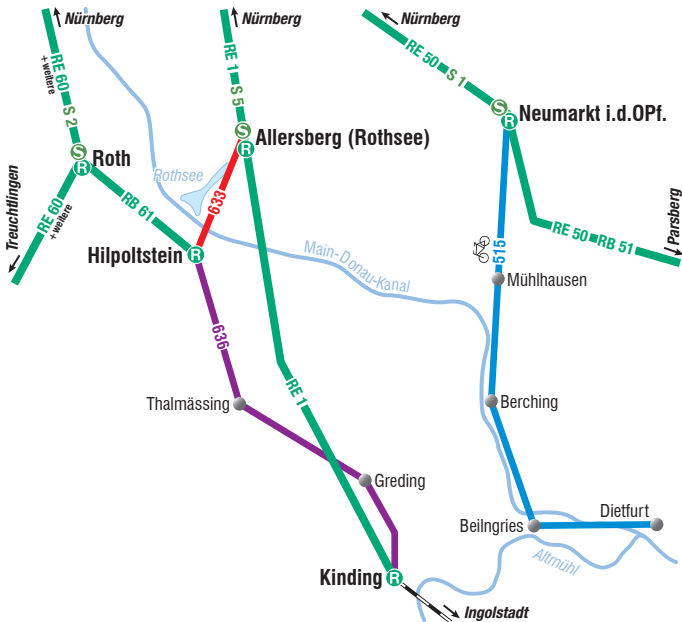 Nürnberg
Nürnberg
Nürnberg
RE 60
+ weitere
S 2
RE 1
S 5
RE 50
S 1
S
R
Neumarkt i.d.OPf.
S
R
Allersberg (Rothsee)
S
R
Roth
Rothsee
633
RB 61
RE 60
+ weitere
Treuchtlingen
Hilpoltstein
R
Main-Donau-Kanal
515
RE 50
RB 51
Parsberg
Mühlhausen
636
RE 1
Thalmässing
Berching
Greding
Beilngries
Dietfurt
Altmühl
Kinding
R
Ingolstadt